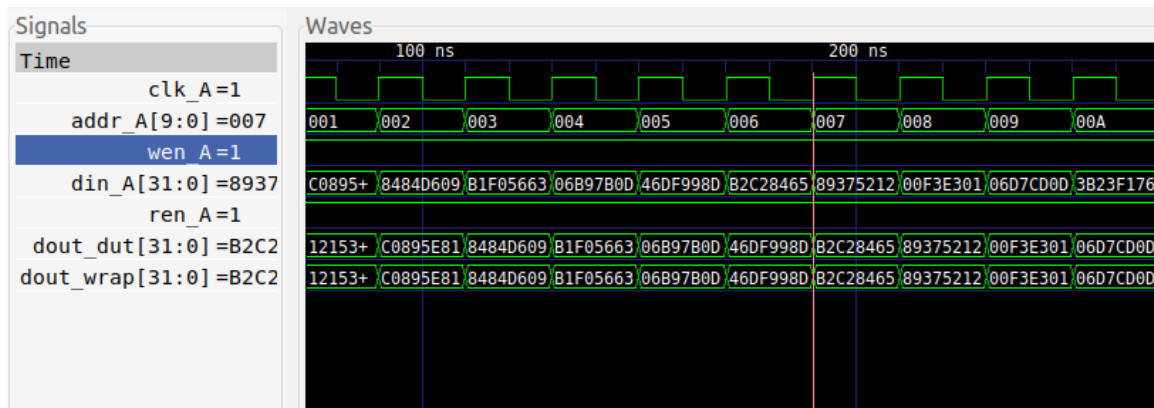 Signals Waves
Time 100 ns 200 ns
clk_A=1
addr_A[9:0]=007 001 002 003 004 005 006 007 008 009 00A
wen_A=1
din_A[31:0]=8937 C0895+ 8484D609 B1F05663 06B97B0D 46DF998D B2C28465 89375212 00F3E301 06D7CD0D 3B23F176
ren_A=1
dout_dut[31:0]=B2C2 12153+ C0895E81 8484D609 B1F05663 06B97B0D 46DF998D B2C28465 89375212 00F3E301 06D7CD0D
dout_wrap[31:0]=B2C2 12153+ C0895E81 8484D609 B1F05663 06B97B0D 46DF998D B2C28465 89375212 00F3E301 06D7CD0D